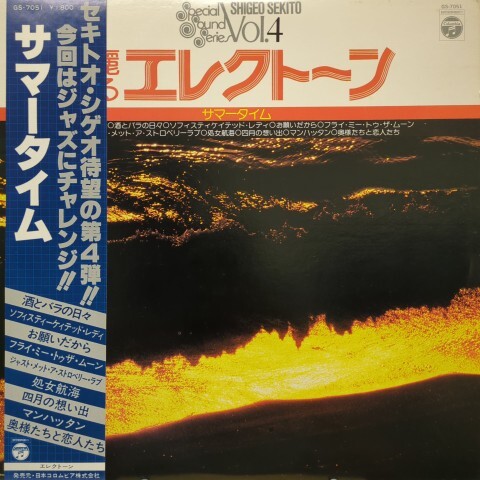 GS-7051 ¥1,800
セキトオ・シゲオ待望の第4弾!!
今回はジャズにチャレンジ!!
サマータイム
酒とバラの日々
ソフィスティーケイテッド・レディ
お願いだから
フライ・ミー・トゥ・ザ・ムーン
ジャスト・メット・ア・ストロベリー・ラブ
処女航海
四月の想い出
マンハッタン
奥様たちと恋人たち
エレクトーン
発売元・日本コロムビア株式会社
Special Sound Series
SHIGEO SEKITO
Vol.4
GS-7051
麗
エレクトーン
サマータイム
酒とバラの日々○ソフィスティケイテッド・レディ○お願いだから○フライ・ミー・トゥ・ザ・ムーン
・メット・ア・ストロベリーラブ○処女航海○四月の想い出○マンハッタン○奥様たちと恋人たち